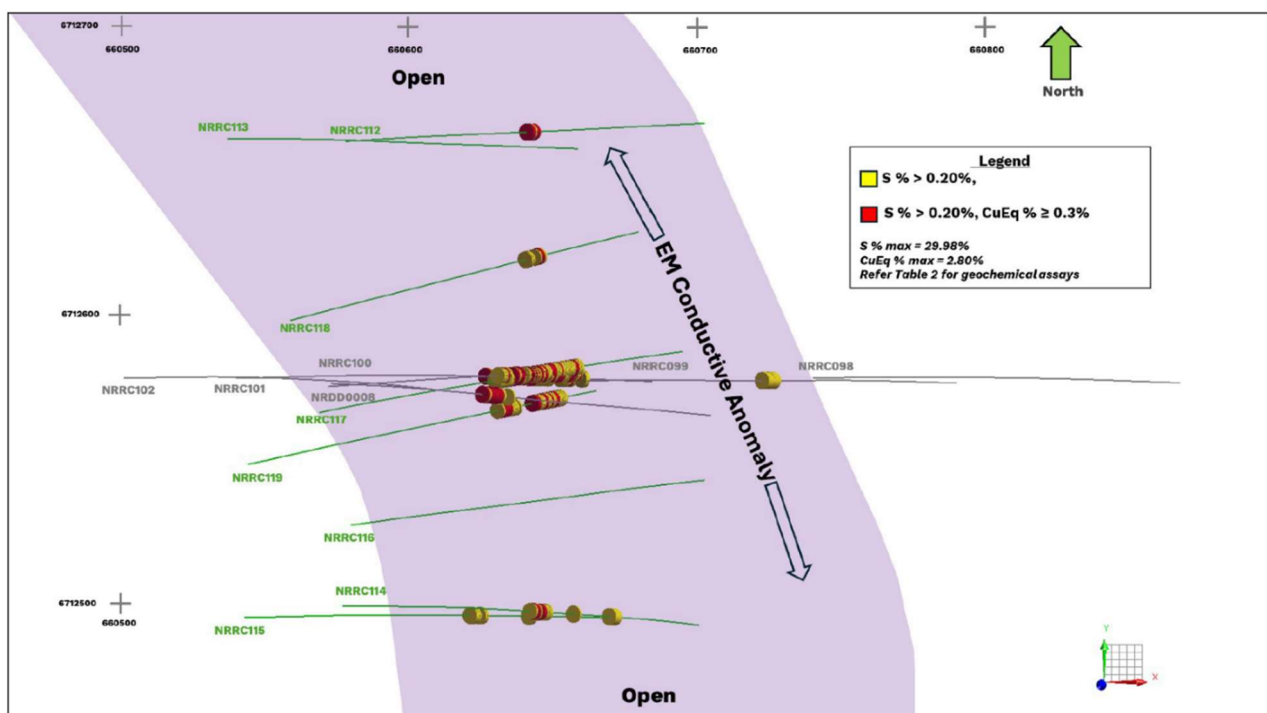 6712700
660500
660600
660700
660800
Open
North
NRRC113
NRRC112
Legend
S % > 0.20%,
S % > 0.20%, CuEq % ≥ 0.3%
S % max = 29.98%
CuEq % max = 2.80%
Refer Table 2 for geochemical assays
EM Conductive Anomaly
6712600
NRRC118
NRRC100
NRRC099
NRRC098
NRRC102
NRRC101
NRDD0008
NRRC117
NRRC119
NRRC116
NRRC114
6712500
660500
NRRC115
Open
Y
X